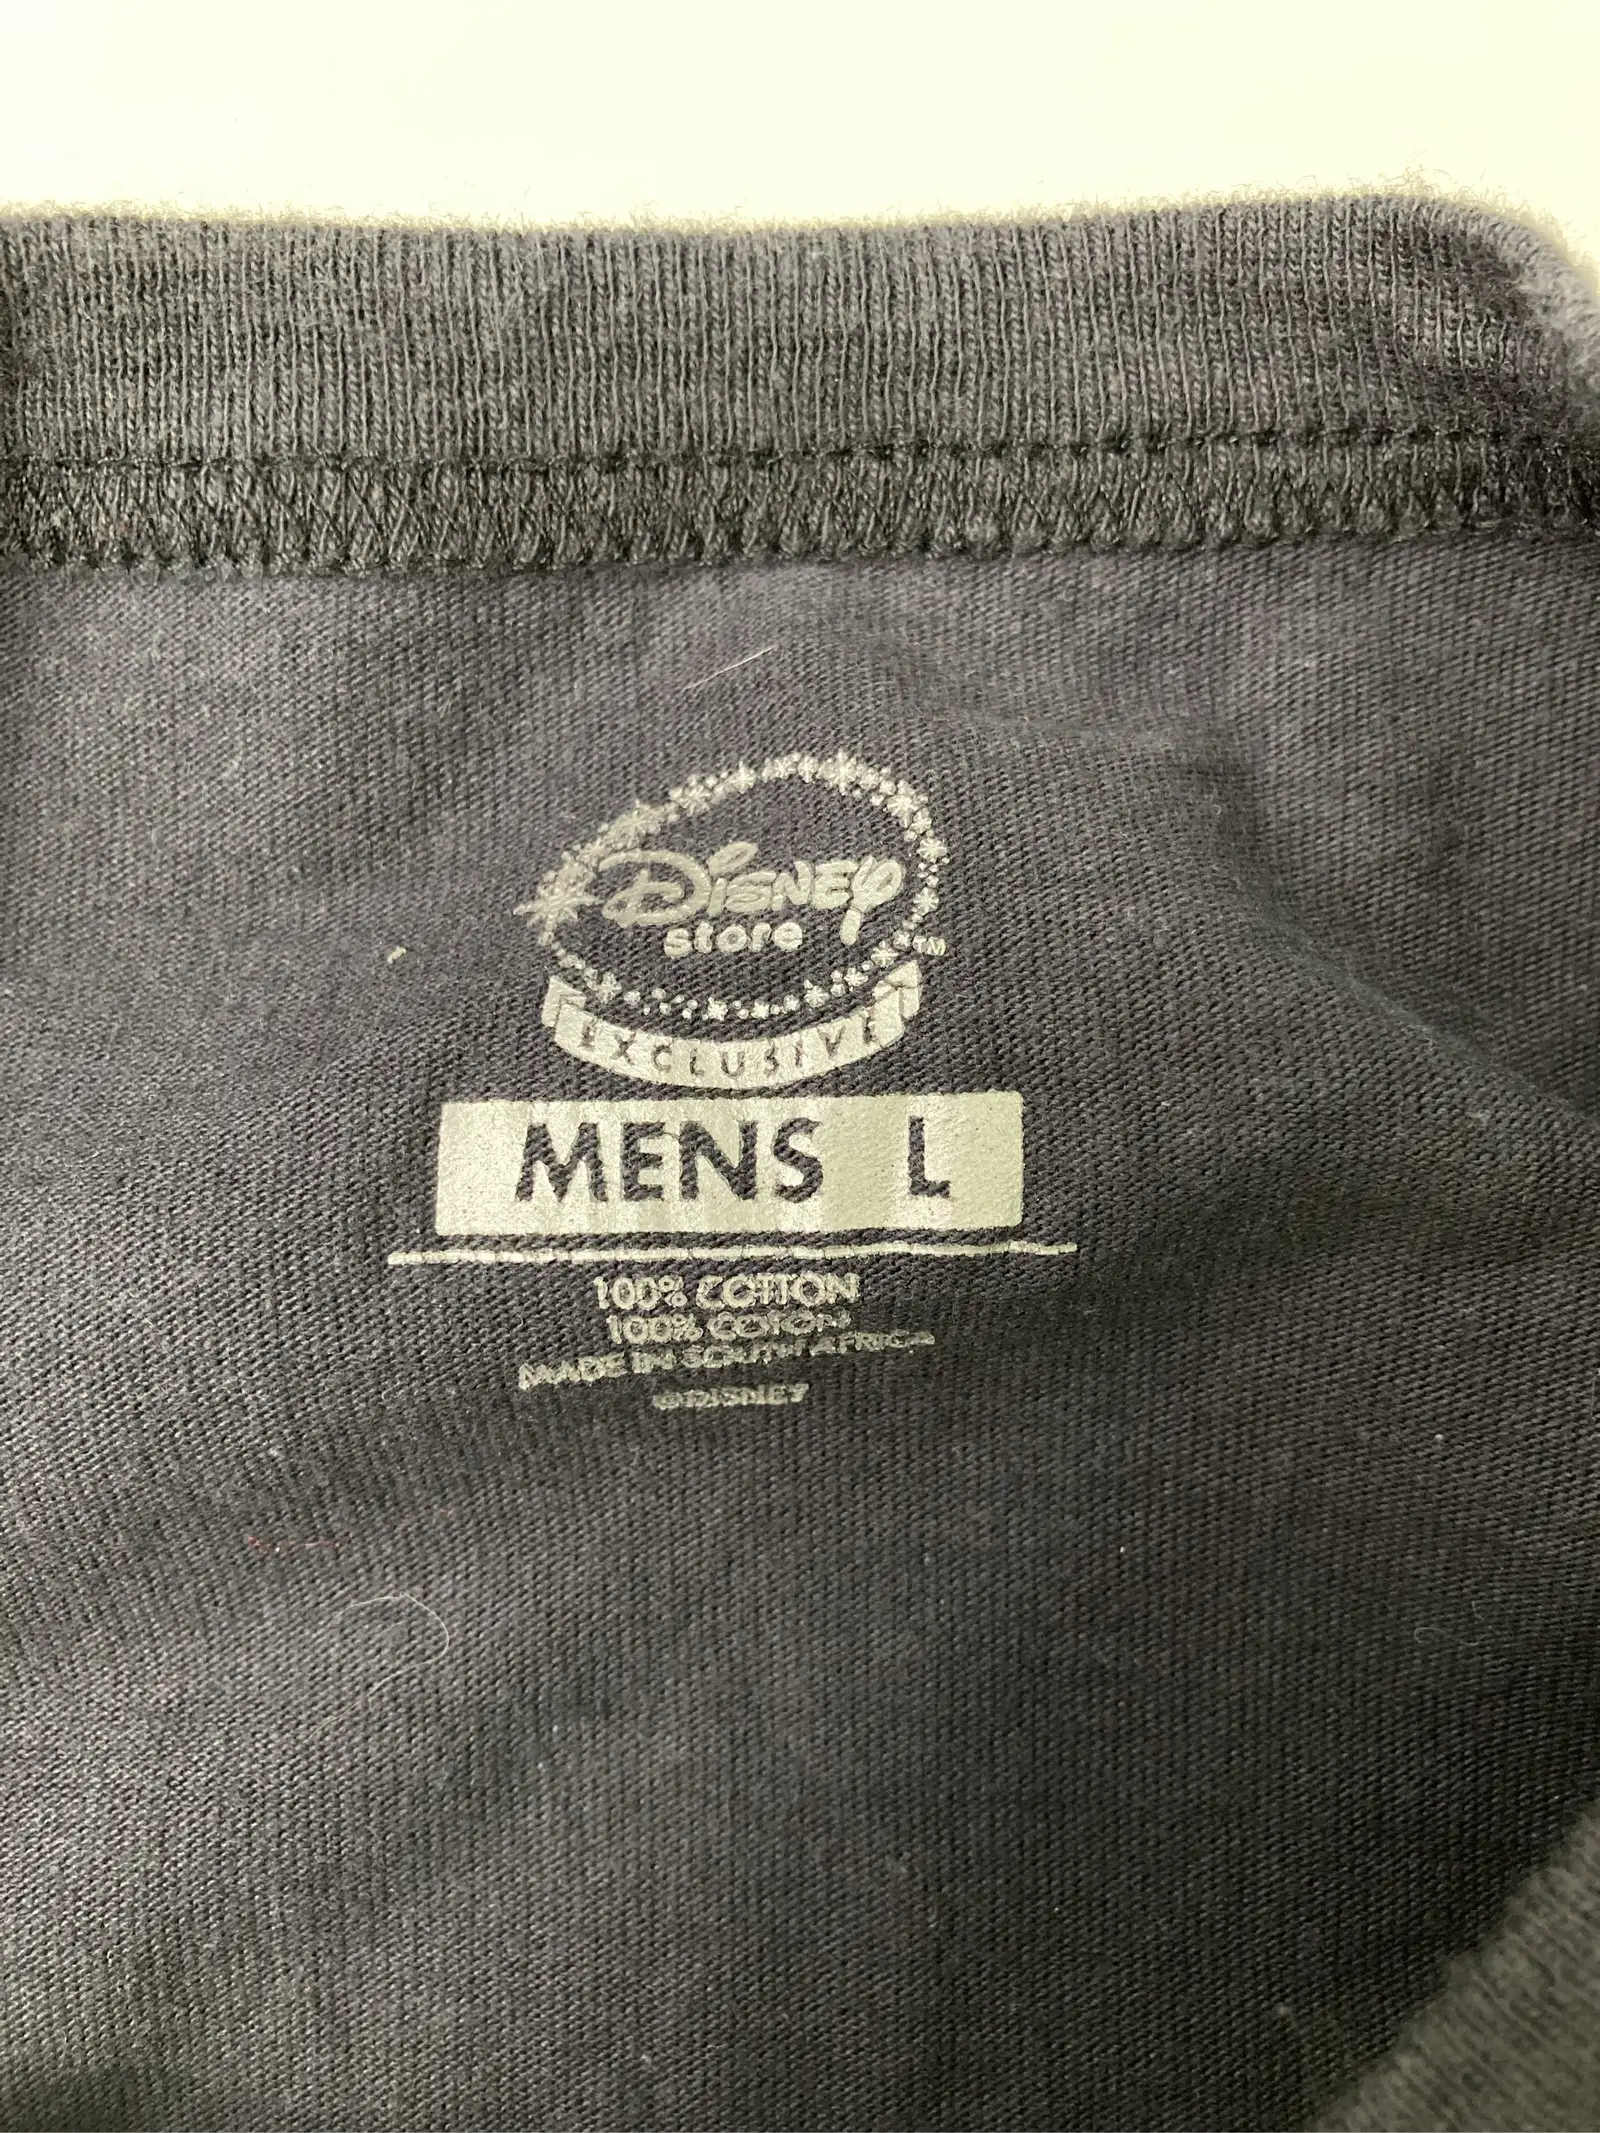 Disney
store
TM
EXCLUSIVE
MENS L
100% COTTON
100% COTON
MADE IN SOUTH AFRICA
©DISNEY